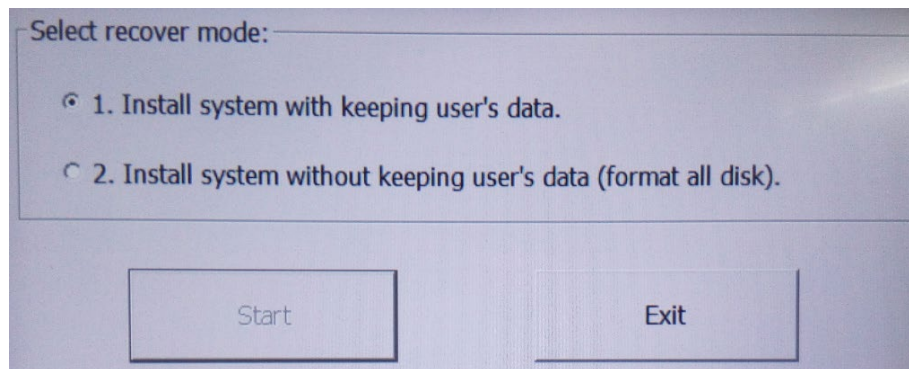 Select recover mode:
1. Install system with keeping user's data.
2. Install system without keeping user's data (format all disk).
Start
Exit